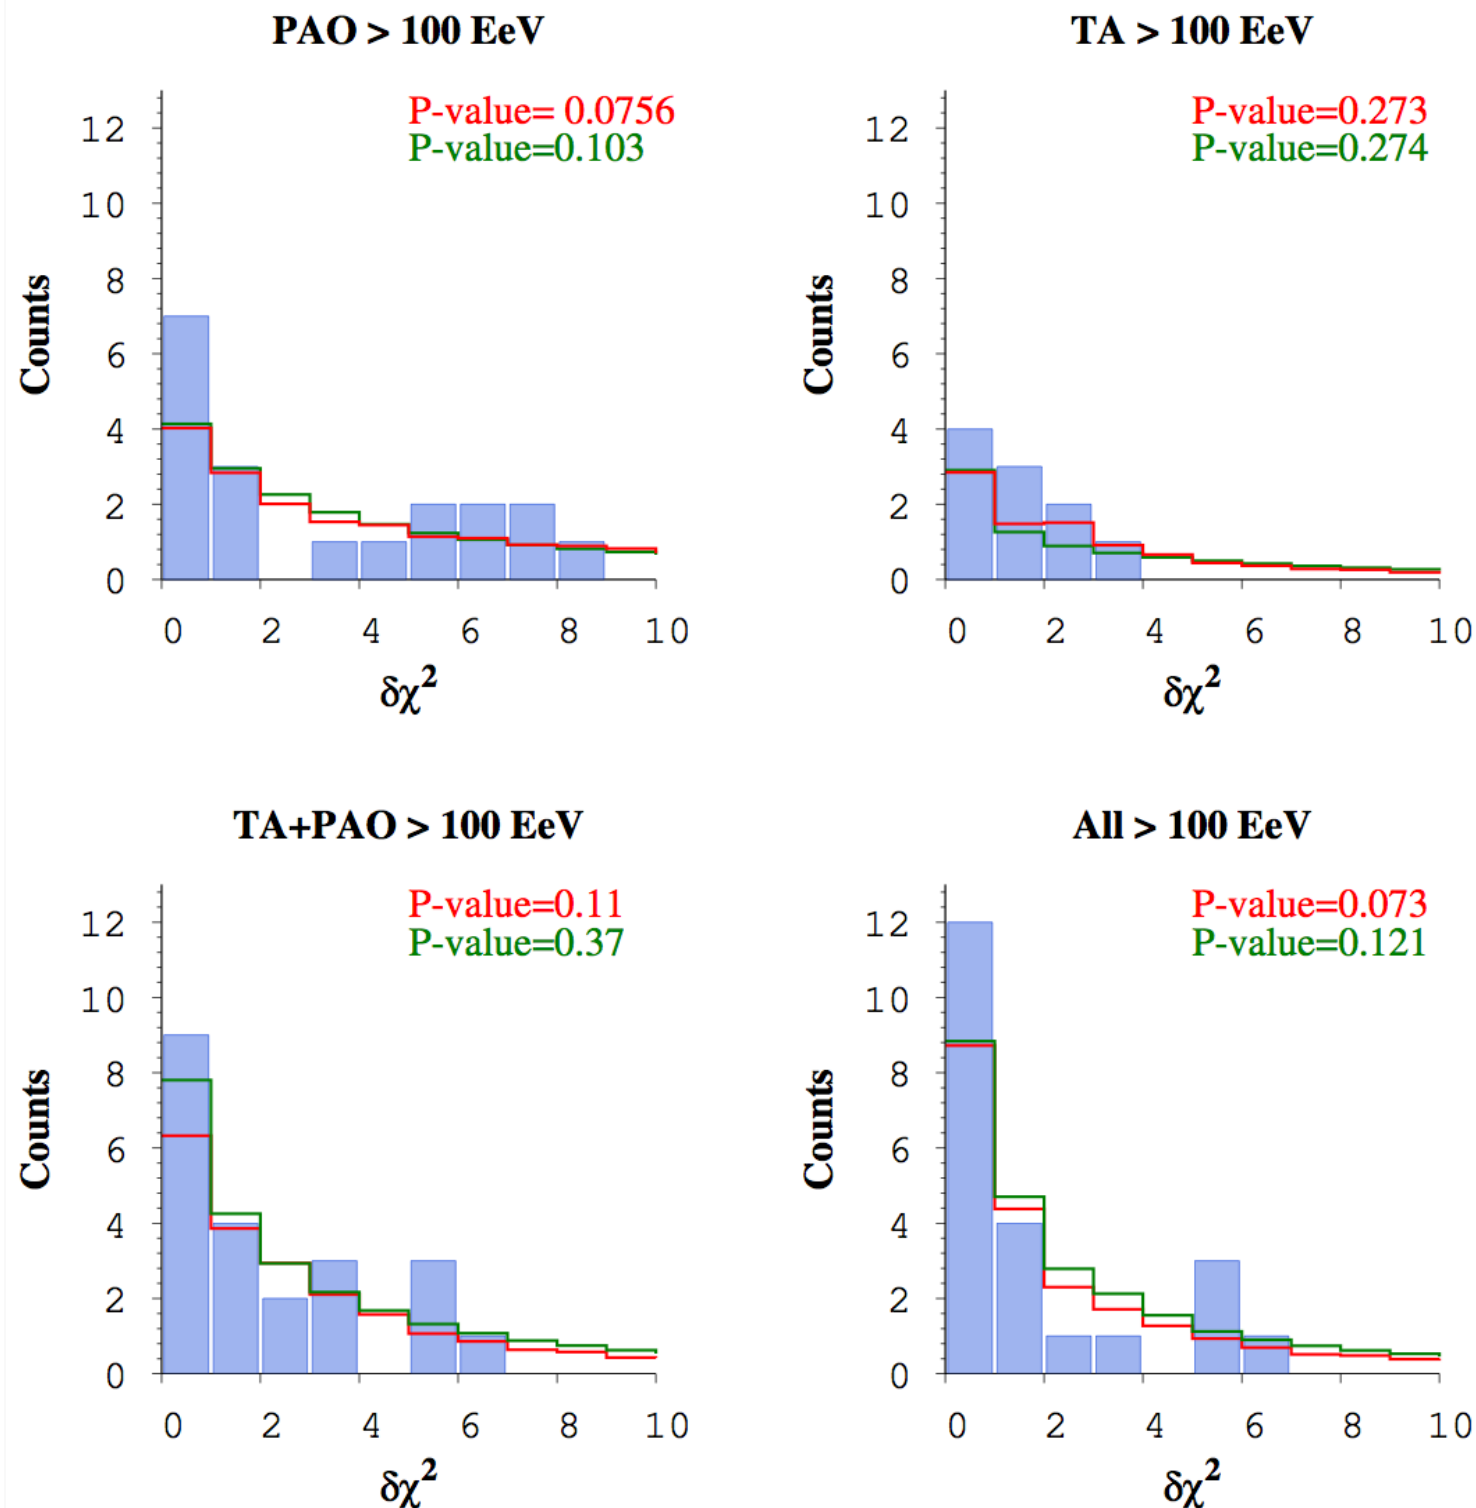 PAO > 100 EeV
P-value= 0.0756
P-value=0.103
12
10
8
6
4
2
0
Counts
0 2 4 6 8 10
δχ²
TA > 100 EeV
P-value=0.273
P-value=0.274
12
10
8
6
4
2
0
Counts
0 2 4 6 8 10
δχ²
TA+PAO > 100 EeV
P-value=0.11
P-value=0.37
12
10
8
6
4
2
0
Counts
0 2 4 6 8 10
δχ²
All > 100 EeV
P-value=0.073
P-value=0.121
12
10
8
6
4
2
0
Counts
0 2 4 6 8 10
δχ²